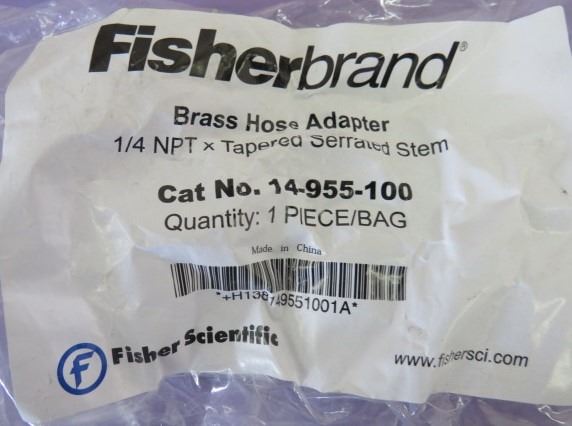 Fisherbrand®
Brass Hose Adapter
1/4 NPT × Tapered Serrated Stem
Cat No. 14-955-100
Quantity: 1 PIECE/BAG
Made in China
*+H138149551001A*
f Fisher Scientific
www.fishersci.com